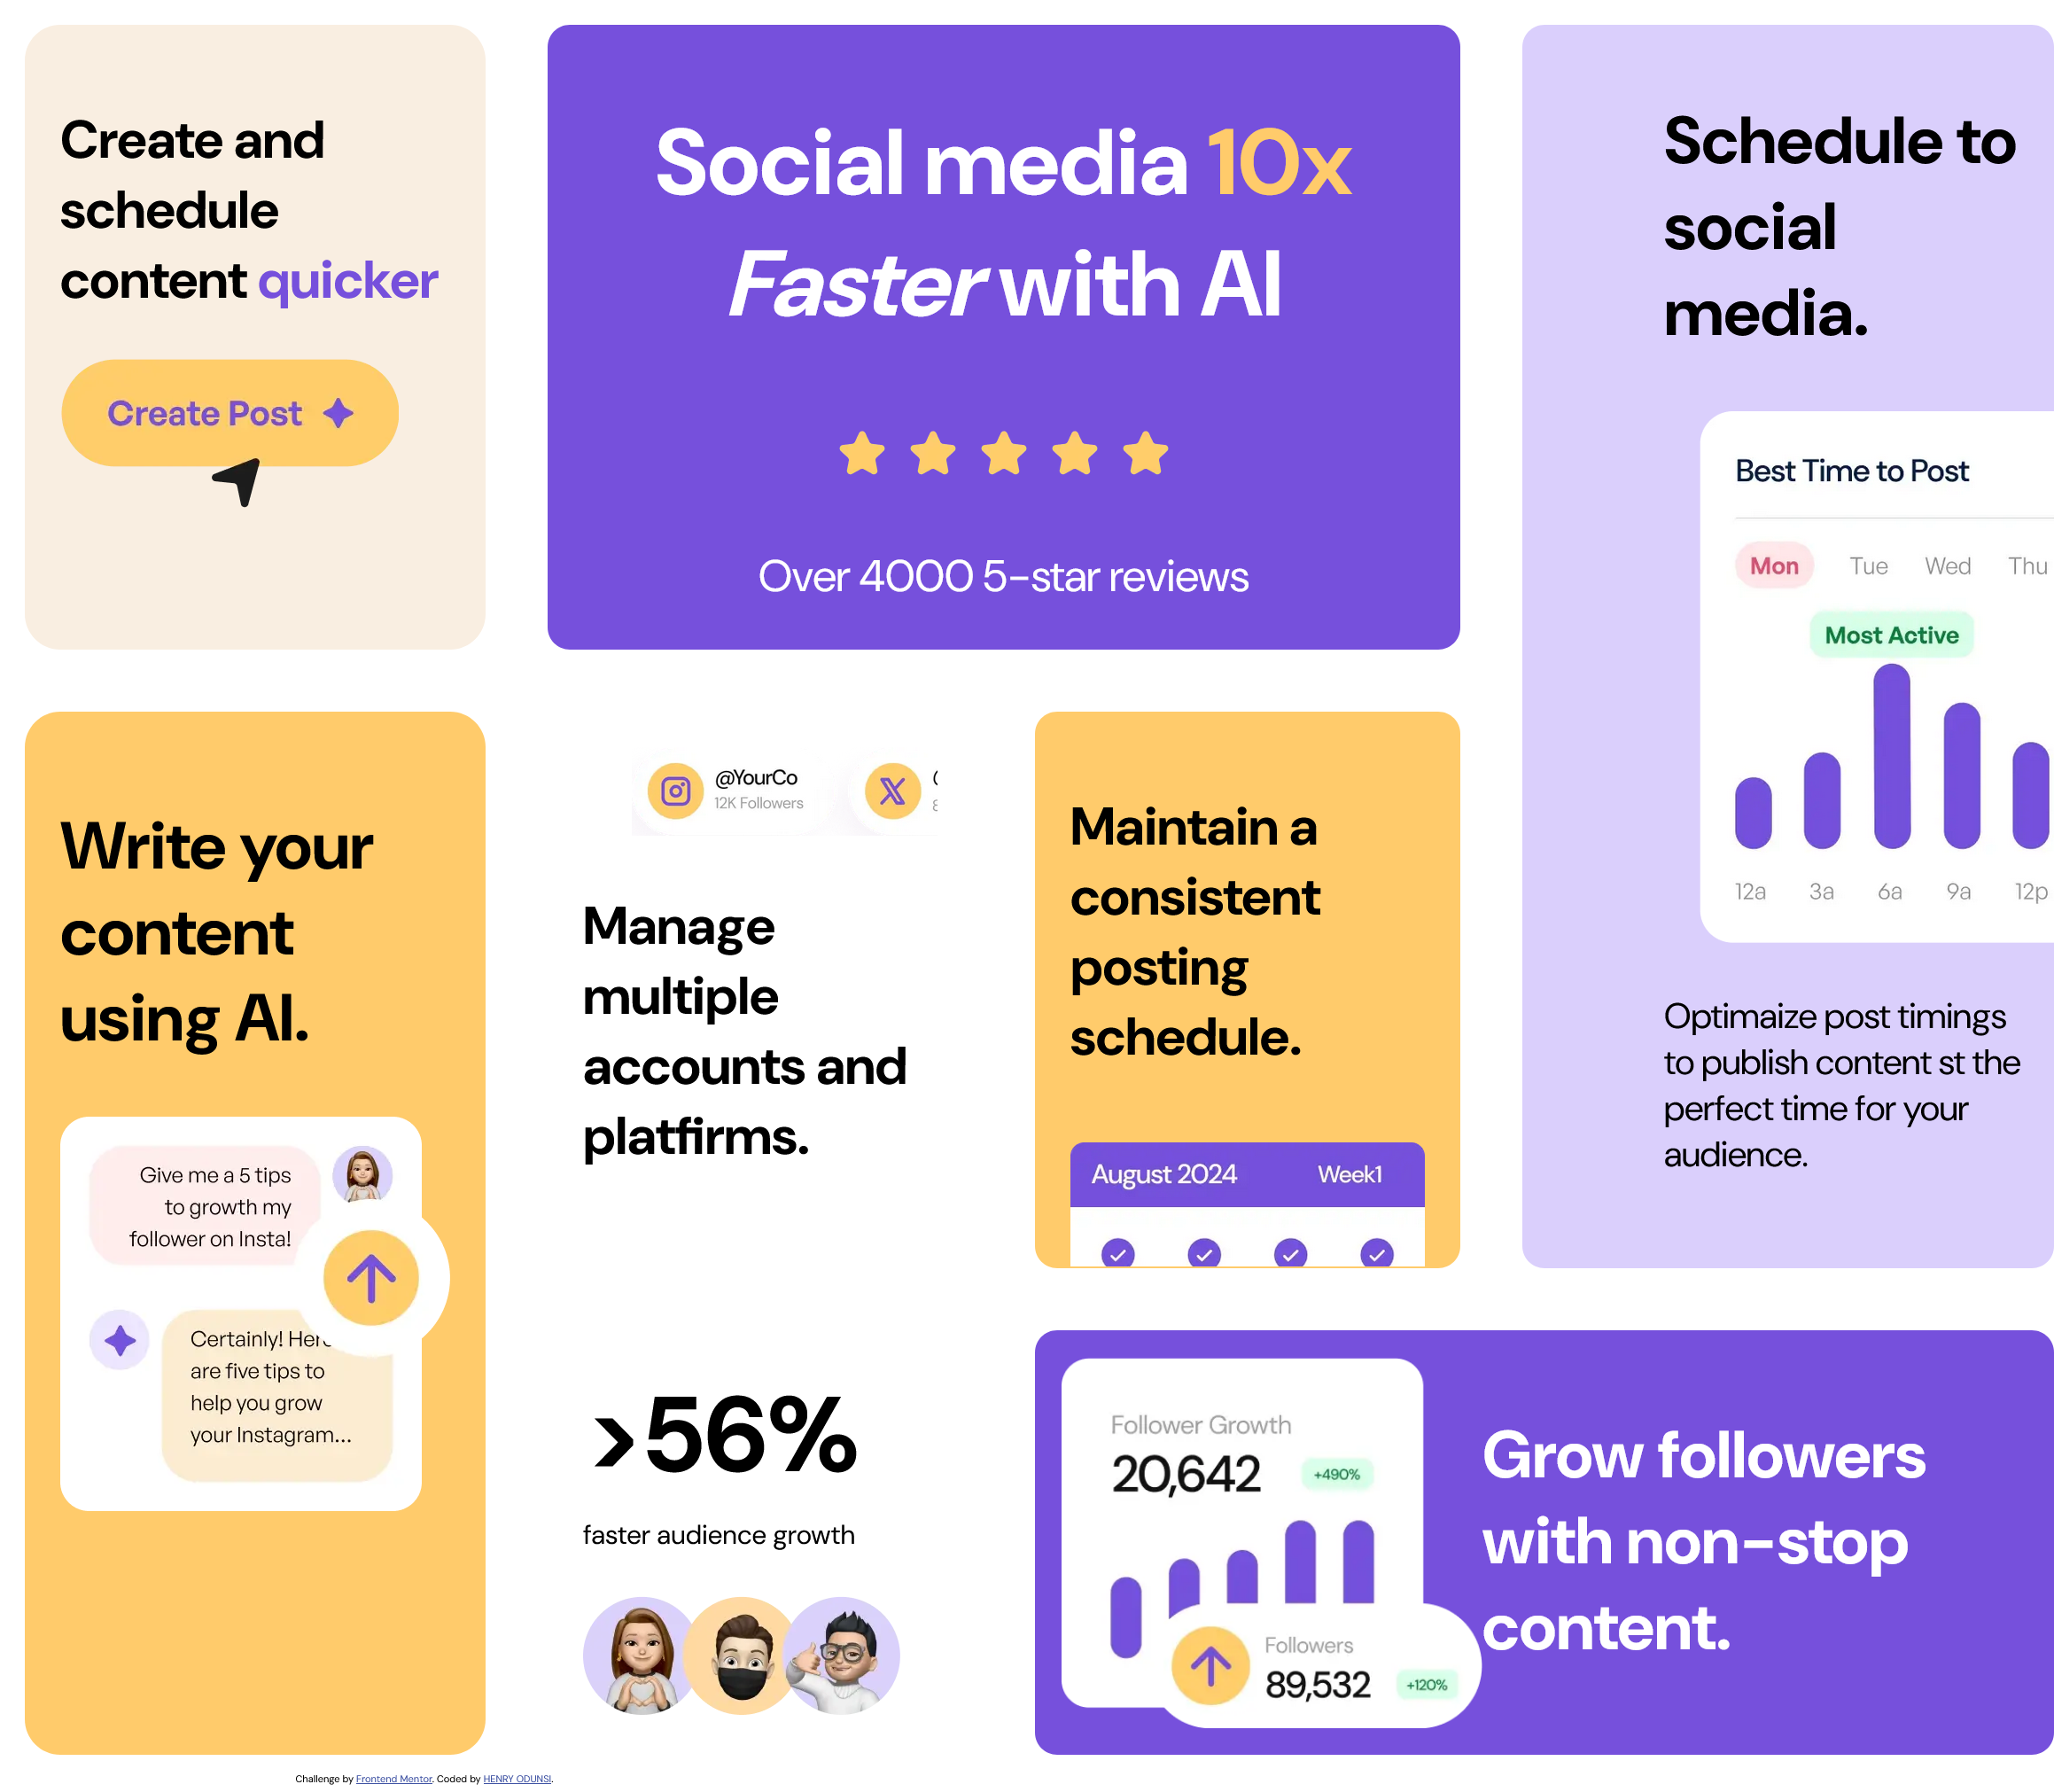 Create and
schedule
content quicker
Create Post
Social media 10x
Faster with AI
Over 4000 5-star reviews
Schedule to
social
media.
Best Time to Post
Mon Tue Wed Thu
Most Active
12a 3a 6a 9a 12p
Optimaize post timings
to publish content st the
perfect time for your
audience.
Write your
content
using AI.
Give me a 5 tips
to growth my
follower on Insta!
Certainly! Here
are five tips to
help you grow
your Instagram...
@YourCo
12K Followers
Manage
multiple
accounts and
platfirms.
>56%
faster audience growth
Maintain a
consistent
posting
schedule.
August 2024 Week1
Follower Growth
20,642 +490%
Followers
89,532 +120%
Grow followers
with non-stop
content.
Challenge by Frontend Mentor. Coded by HENRY ODUNSI.